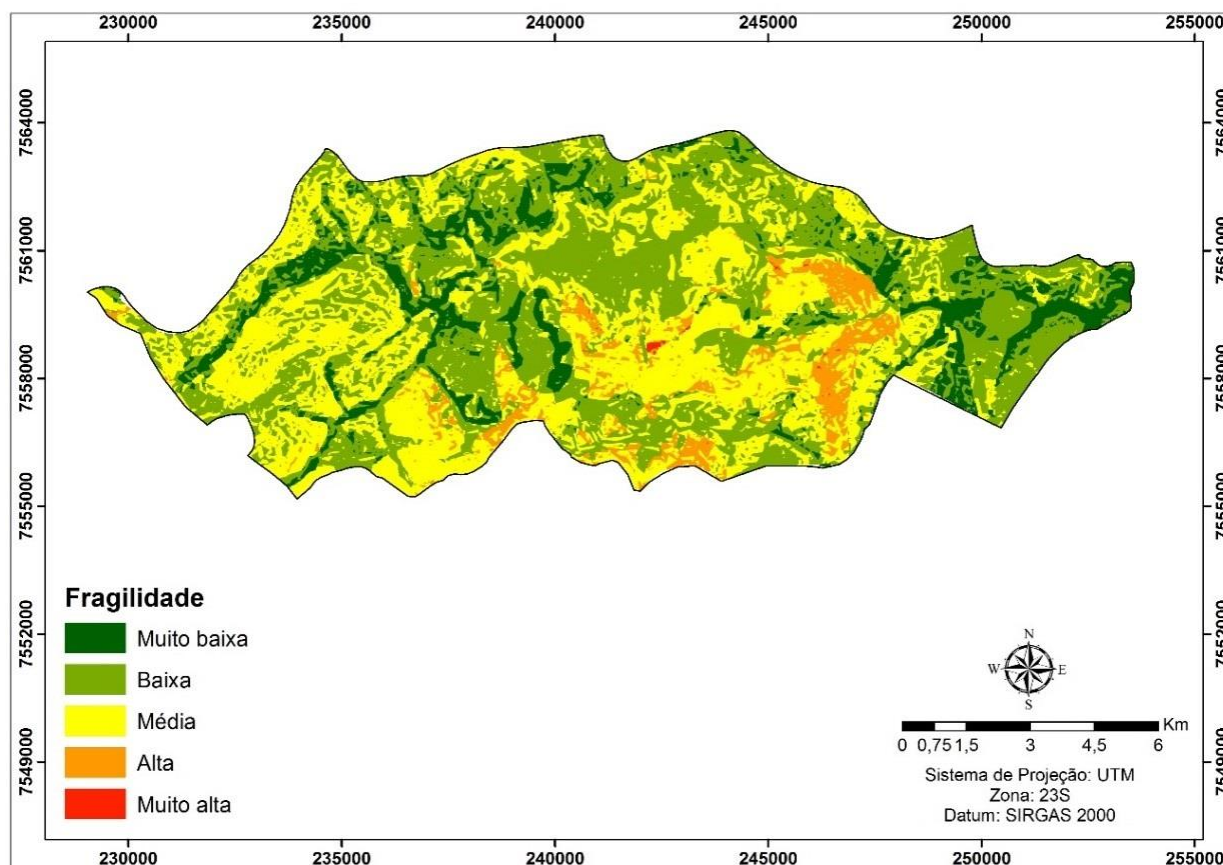 230000 235000 240000 245000 250000 255000
7564000 7564000
7561000 7561000
7558000 7558000
7555000 7555000
7552000 7552000
7549000 7549000
Fragilidade
Muito baixa
Baixa
Média
Alta
Muito alta
N
W E
S
Km
0 0,75 1,5 3 4,5 6
Sistema de Projeção: UTM
Zona: 23S
Datum: SIRGAS 2000
230000 235000 240000 245000 250000 255000